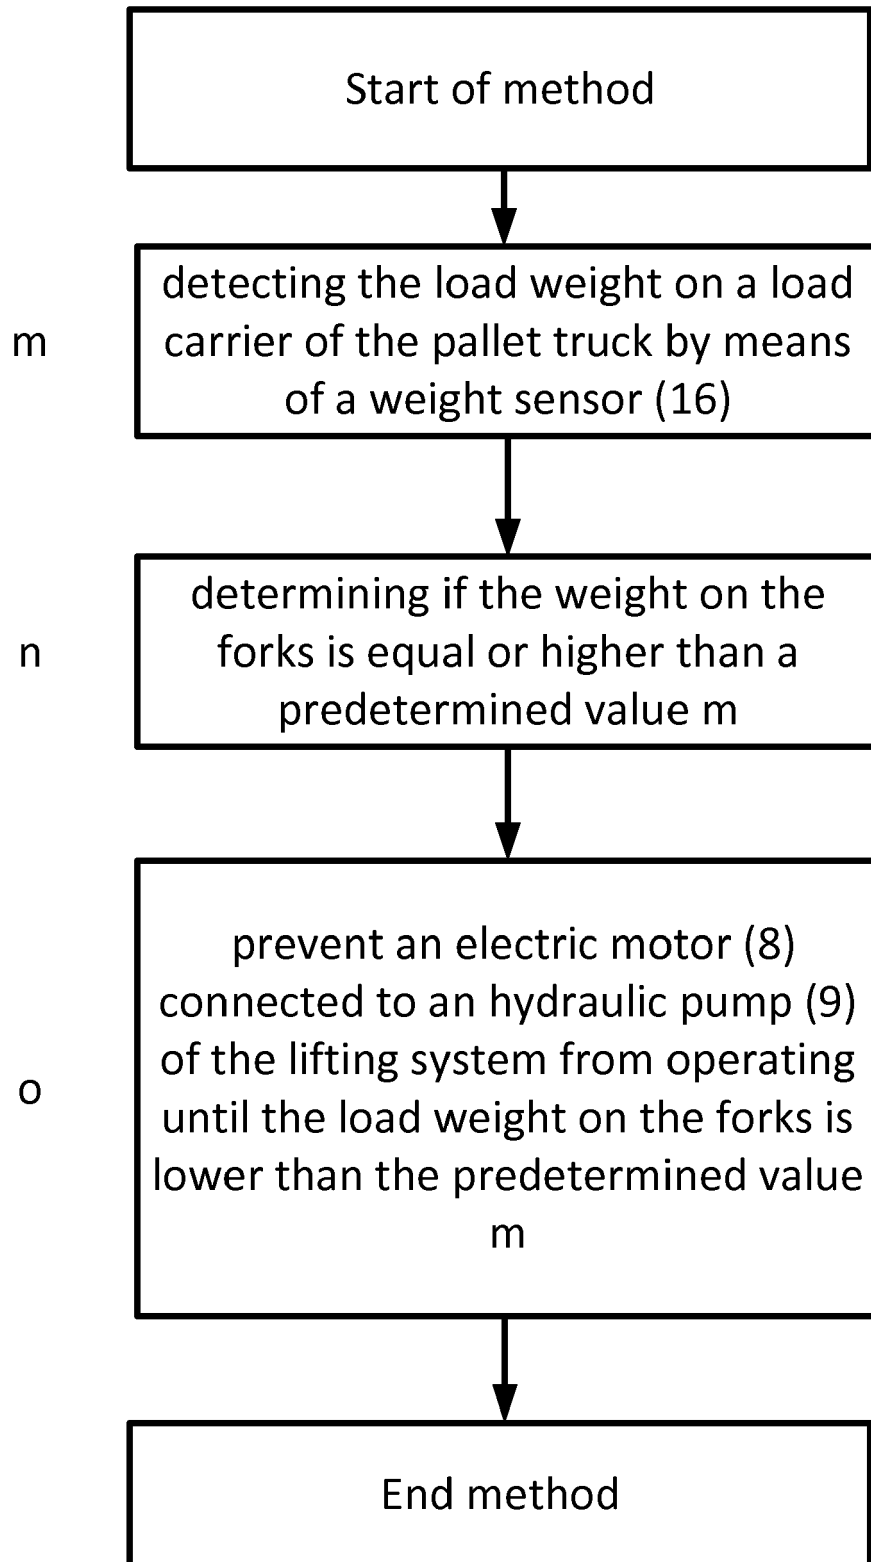 Start of method
detecting the load weight on a load
m
carrier of the pallet truck by means
of a weight sensor (16)
determining if the weight on the
n
forks is equal or higher than a
predetermined value m
prevent an electric motor (8)
connected to an hydraulic pump (9)
of the lifting system from operating
o
until the load weight on the forks is
lower than the predetermined value
m
End method